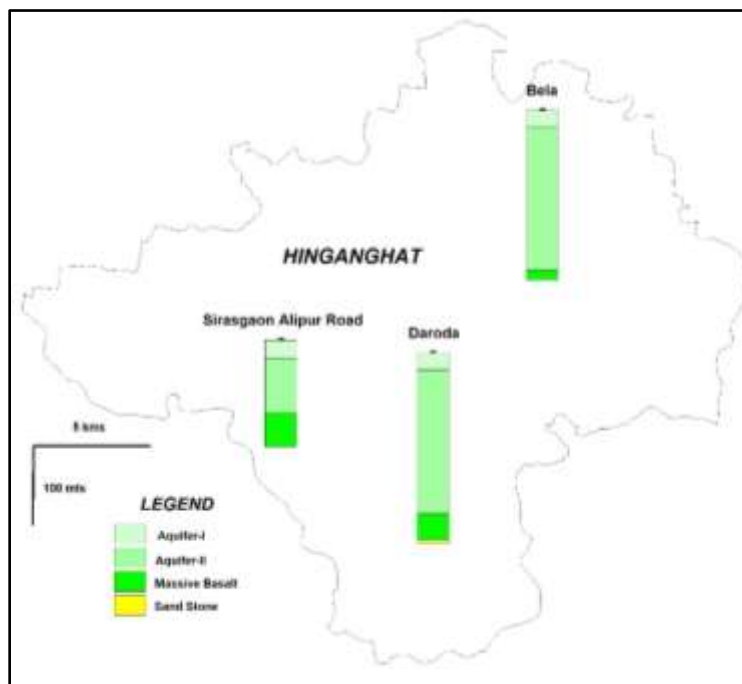 Bela
HINGANGHAT
Sirasgaon Alipur Road
Daroda
5 kms
100 mts
LEGEND
Aquifer-I
Aquifer-II
Massive Basalt
Sand Stone